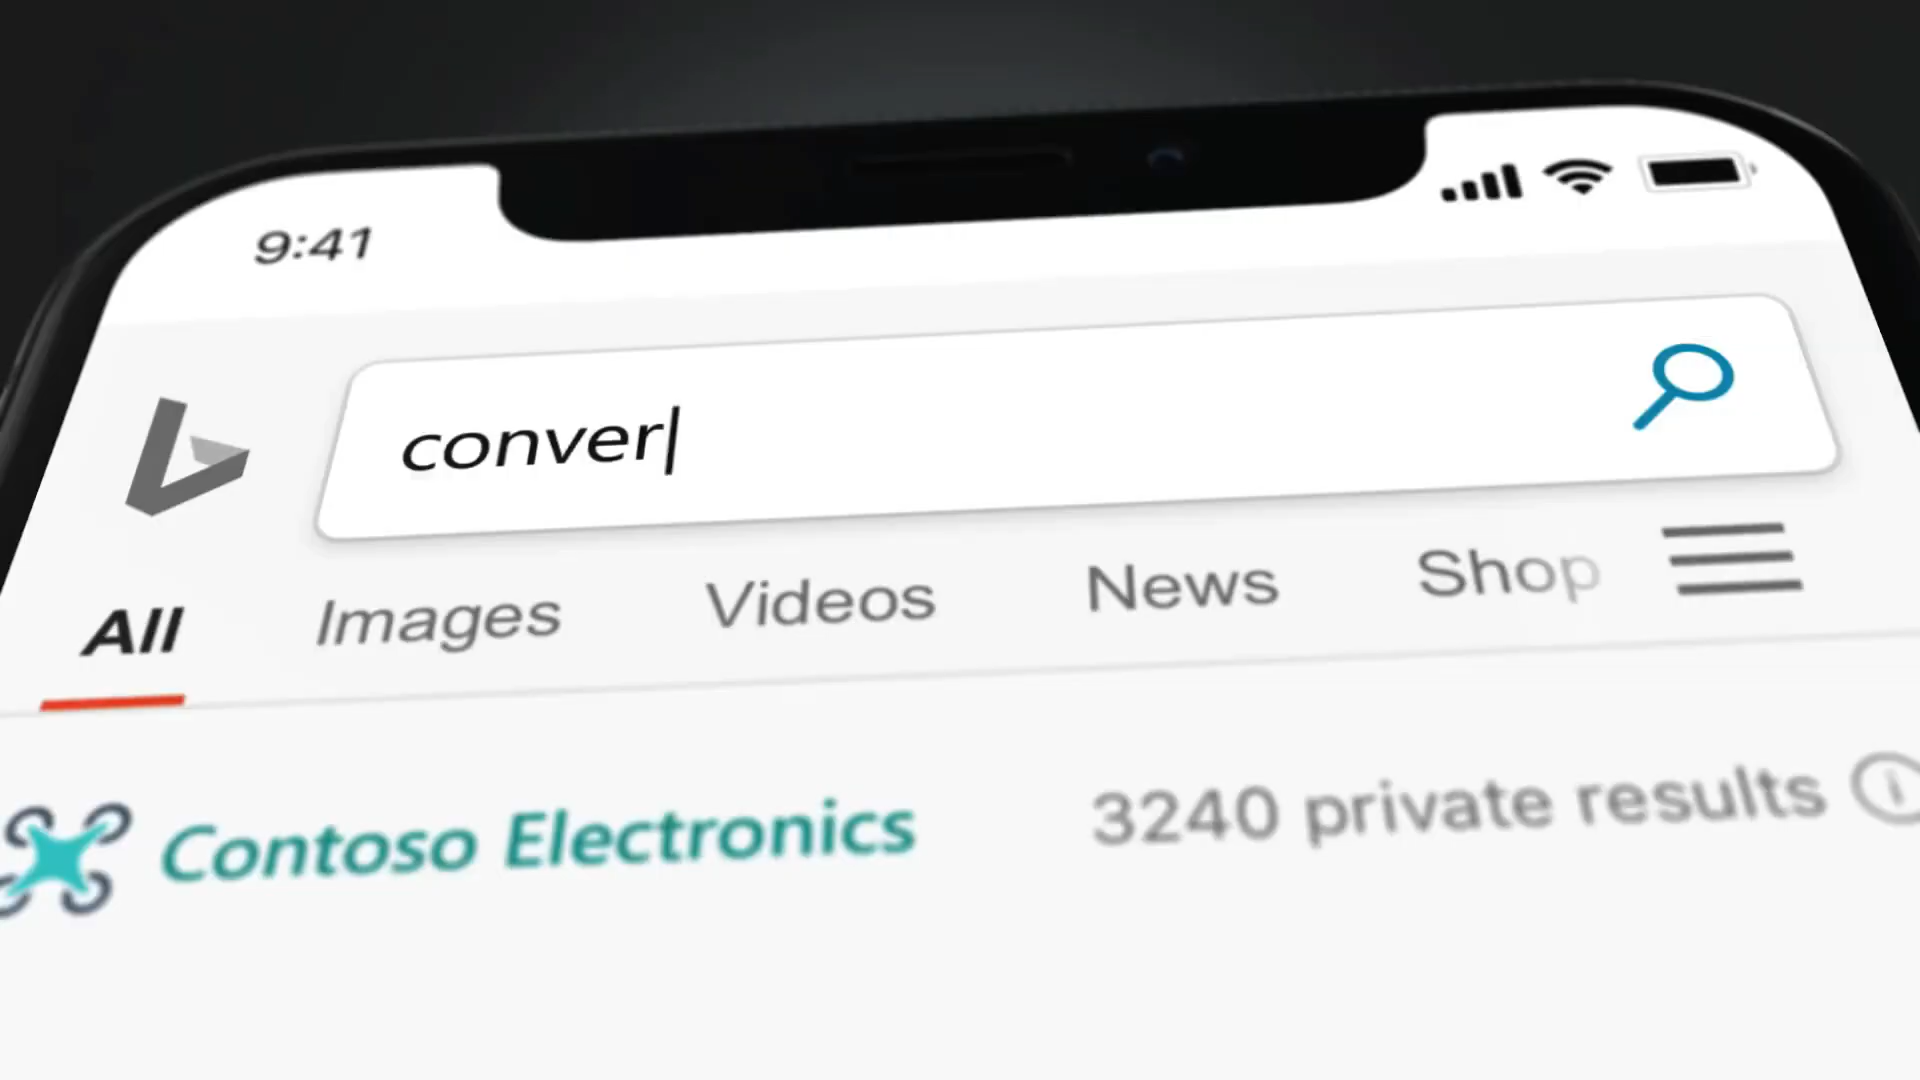 9:41
conver
All Images Videos News Shop
Contoso Electronics 3240 private results